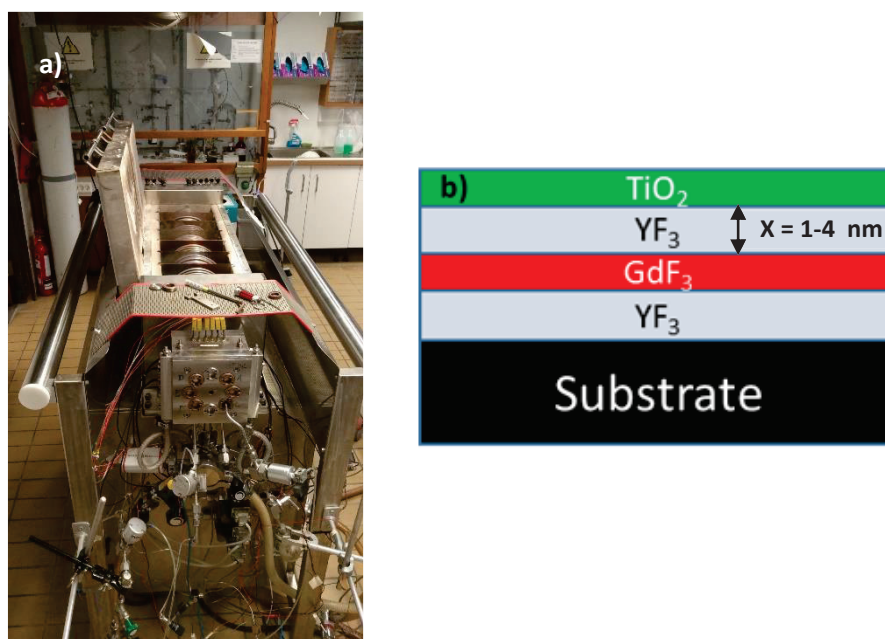 a)
b)
TiO₂
YF₃
X = 1-4 nm
GdF₃
YF₃
Substrate